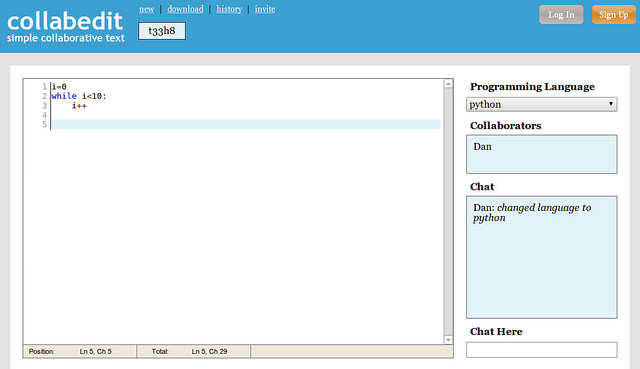 collabedit
simple collaborative text
new | download | history | invite
t33h8
Log In
Sign Up
1 i=0
2 while i<10:
3     i++
4
5
Position: Ln 5, Ch 5 Total: Ln 5, Ch 29
Programming Language
python
Collaborators
Dan
Chat
Dan: changed language to
python
Chat Here